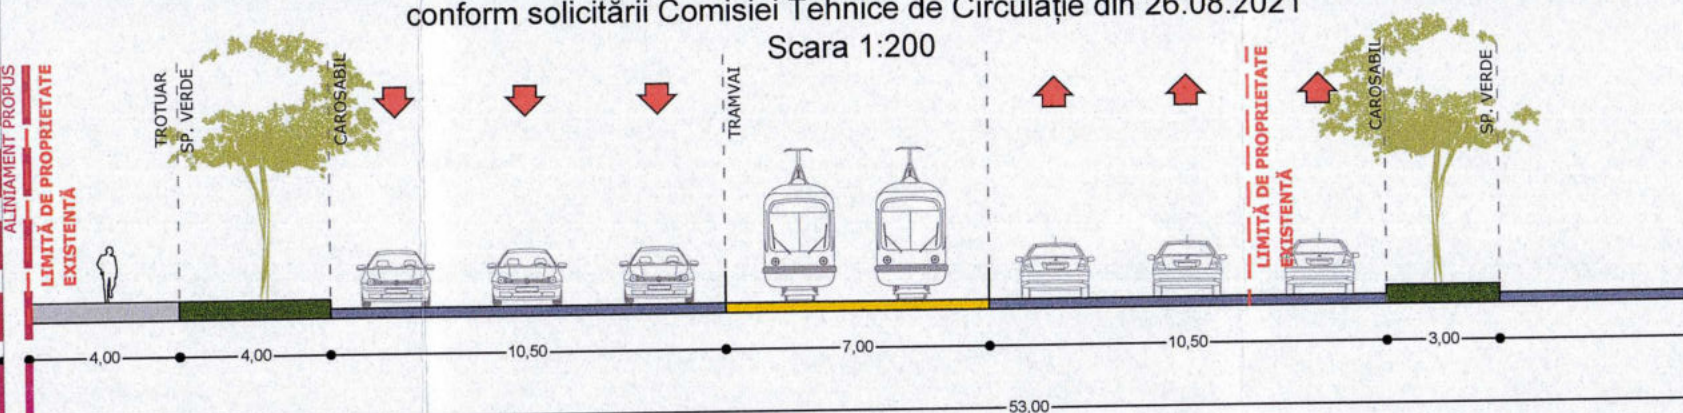 conform solicitării Comisiei Tehnice de Circulație din 26.08.2021
Scara 1:200
ALINIAMENT PROPUS
LIMITĂ DE PROPRIETATE
EXISTENTĂ
TROTUAR
SP. VERDE
CAROSABIL
TRAMVAI
LIMITĂ DE PROPRIETATE
EXISTENTĂ
CAROSABIL
SP. VERDE
4,00
4,00
10,50
7,00
10,50
3,00
53.00